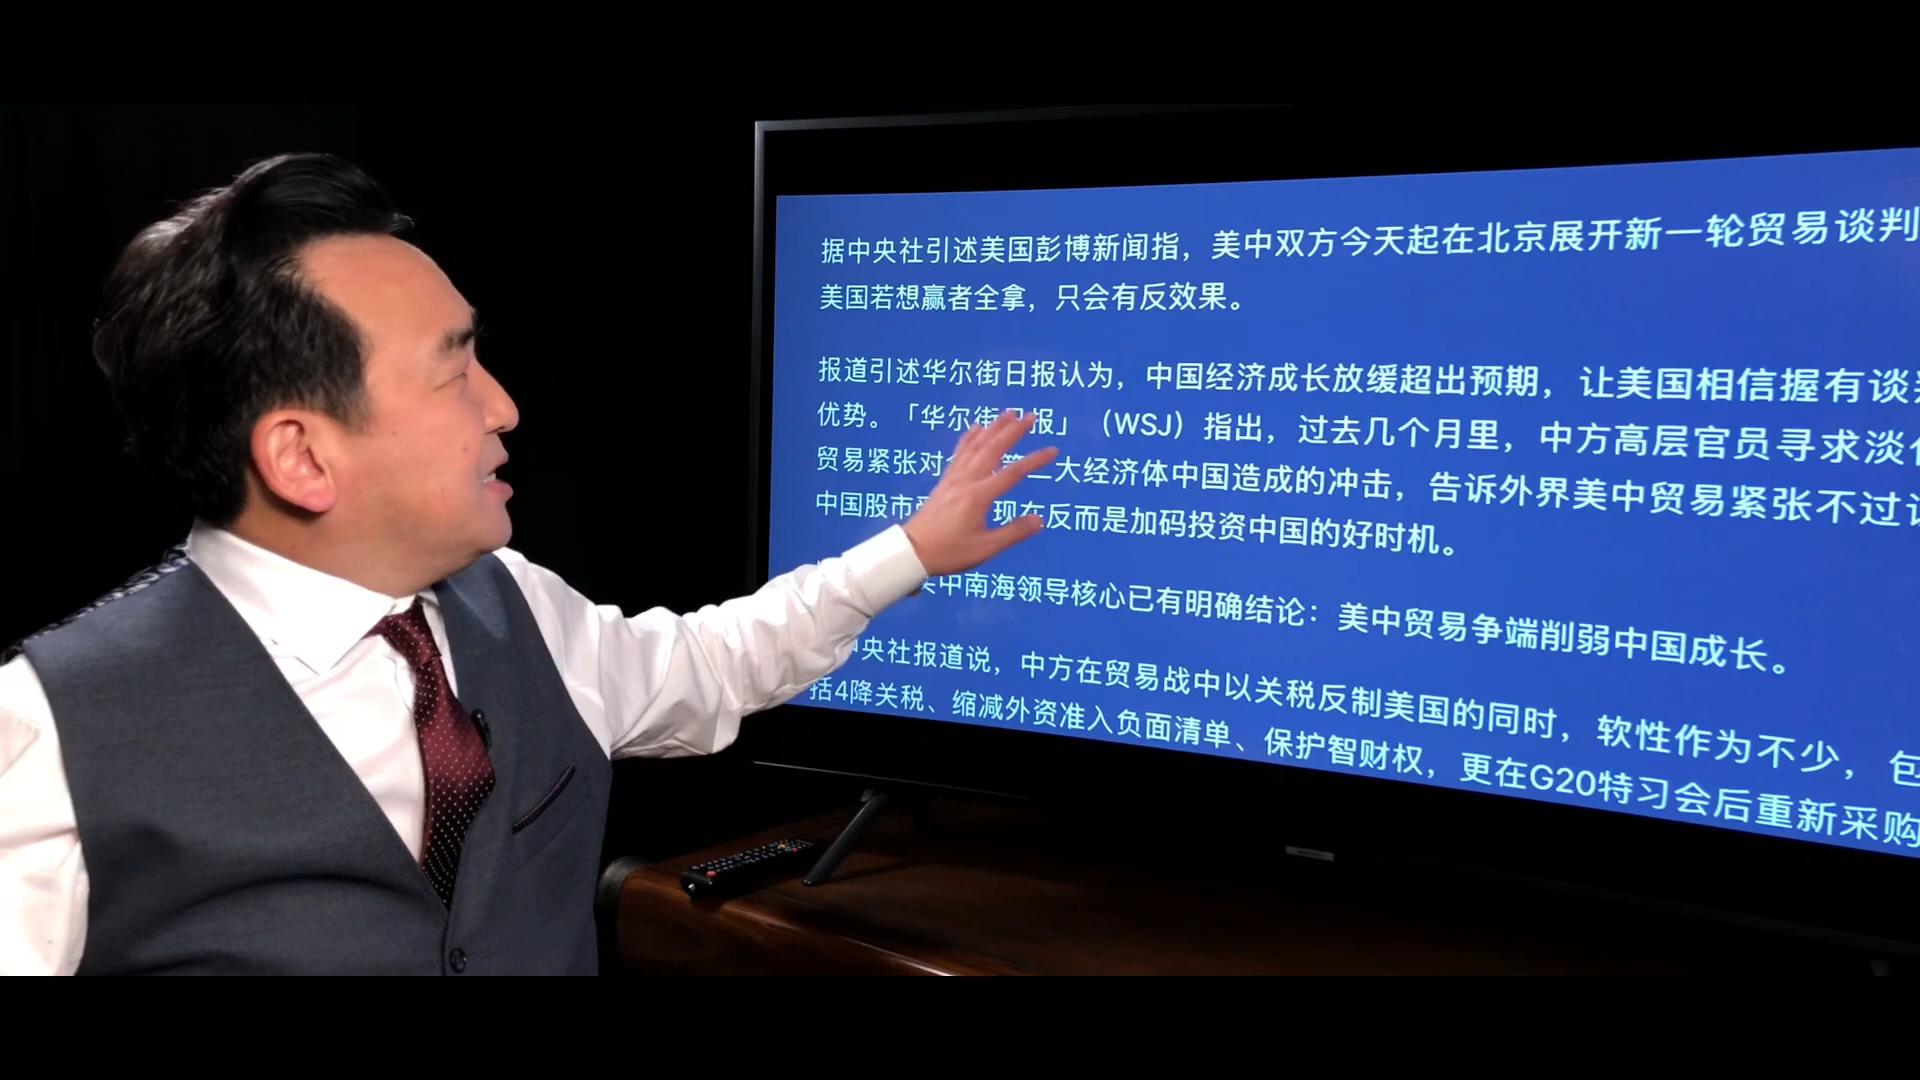 据中央社引述美国彭博新闻指，美中双方今天起在北京展开新一轮贸易谈判
美国若想赢者全拿，只会有反效果。
报道引述华尔街日报认为，中国经济成长放缓超出预期，让美国相信握有谈
优势。「华尔街日报」（WSJ）指出，过去几个月里，中方高层官员寻求淡
贸易紧张对 大经济体中国造成的冲击，告诉外界美中贸易紧张不过
中国股市 现在反而是加码投资中国的好时机。
中南海领导核心已有明确结论：美中贸易争端削弱中国成长。
中央社报道说，中方在贸易战中以关税反制美国的同时，软性作为不少，包
括4降关税、缩减外资准入负面清单、保护智财权，更在G20特习会后重新采购